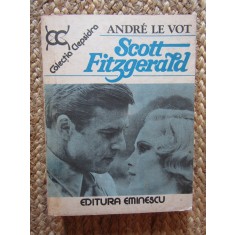 ANDRÉ LE VOT
Colecția Clepsidra
Scott
Fitzgerald
EDITURA EMINESCU